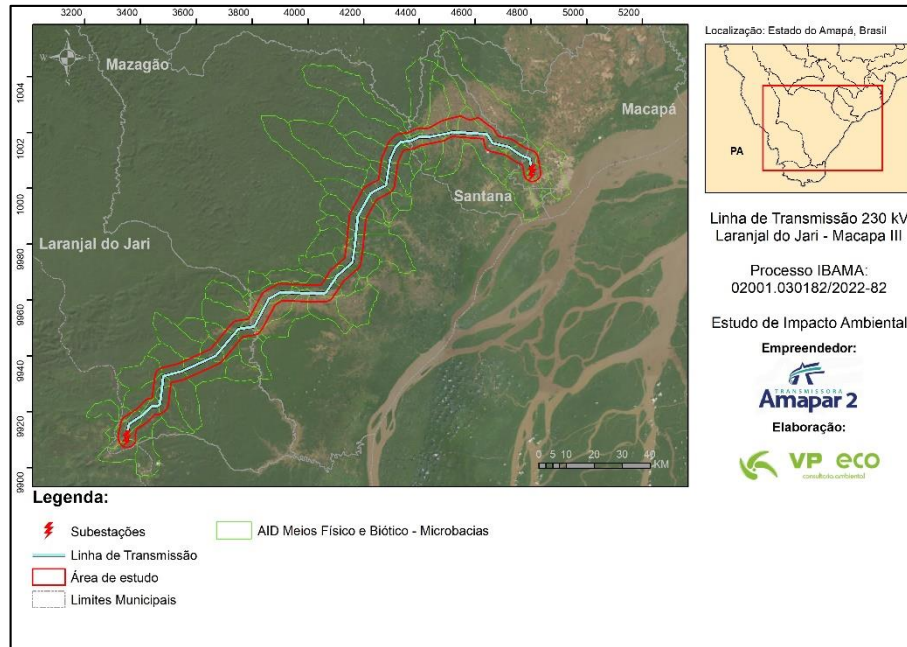 3200 3400 3600 3800 4000 4200 4400 4600 4800 5000 5200
1004
1002
1000
9980
9960
9940
9920
9900
Mazagão
Macapá
Santana
Laranjal do Jari
0 5 10 20 30 40
KM
Localização: Estado do Amapá, Brasil
PA
Linha de Transmissão 230 kV
Laranjal do Jari - Macapa III
Processo IBAMA:
02001.030182/2022-82
Estudo de Impacto Ambiental
Empreendedor:
TRANSMISSORA
Amapar 2
Elaboração:
VP eco
consultoria ambiental
Legenda:
Subestações
Linha de Transmissão
Área de estudo
Limites Municipais
AID Meios Físico e Biótico - Microbacias